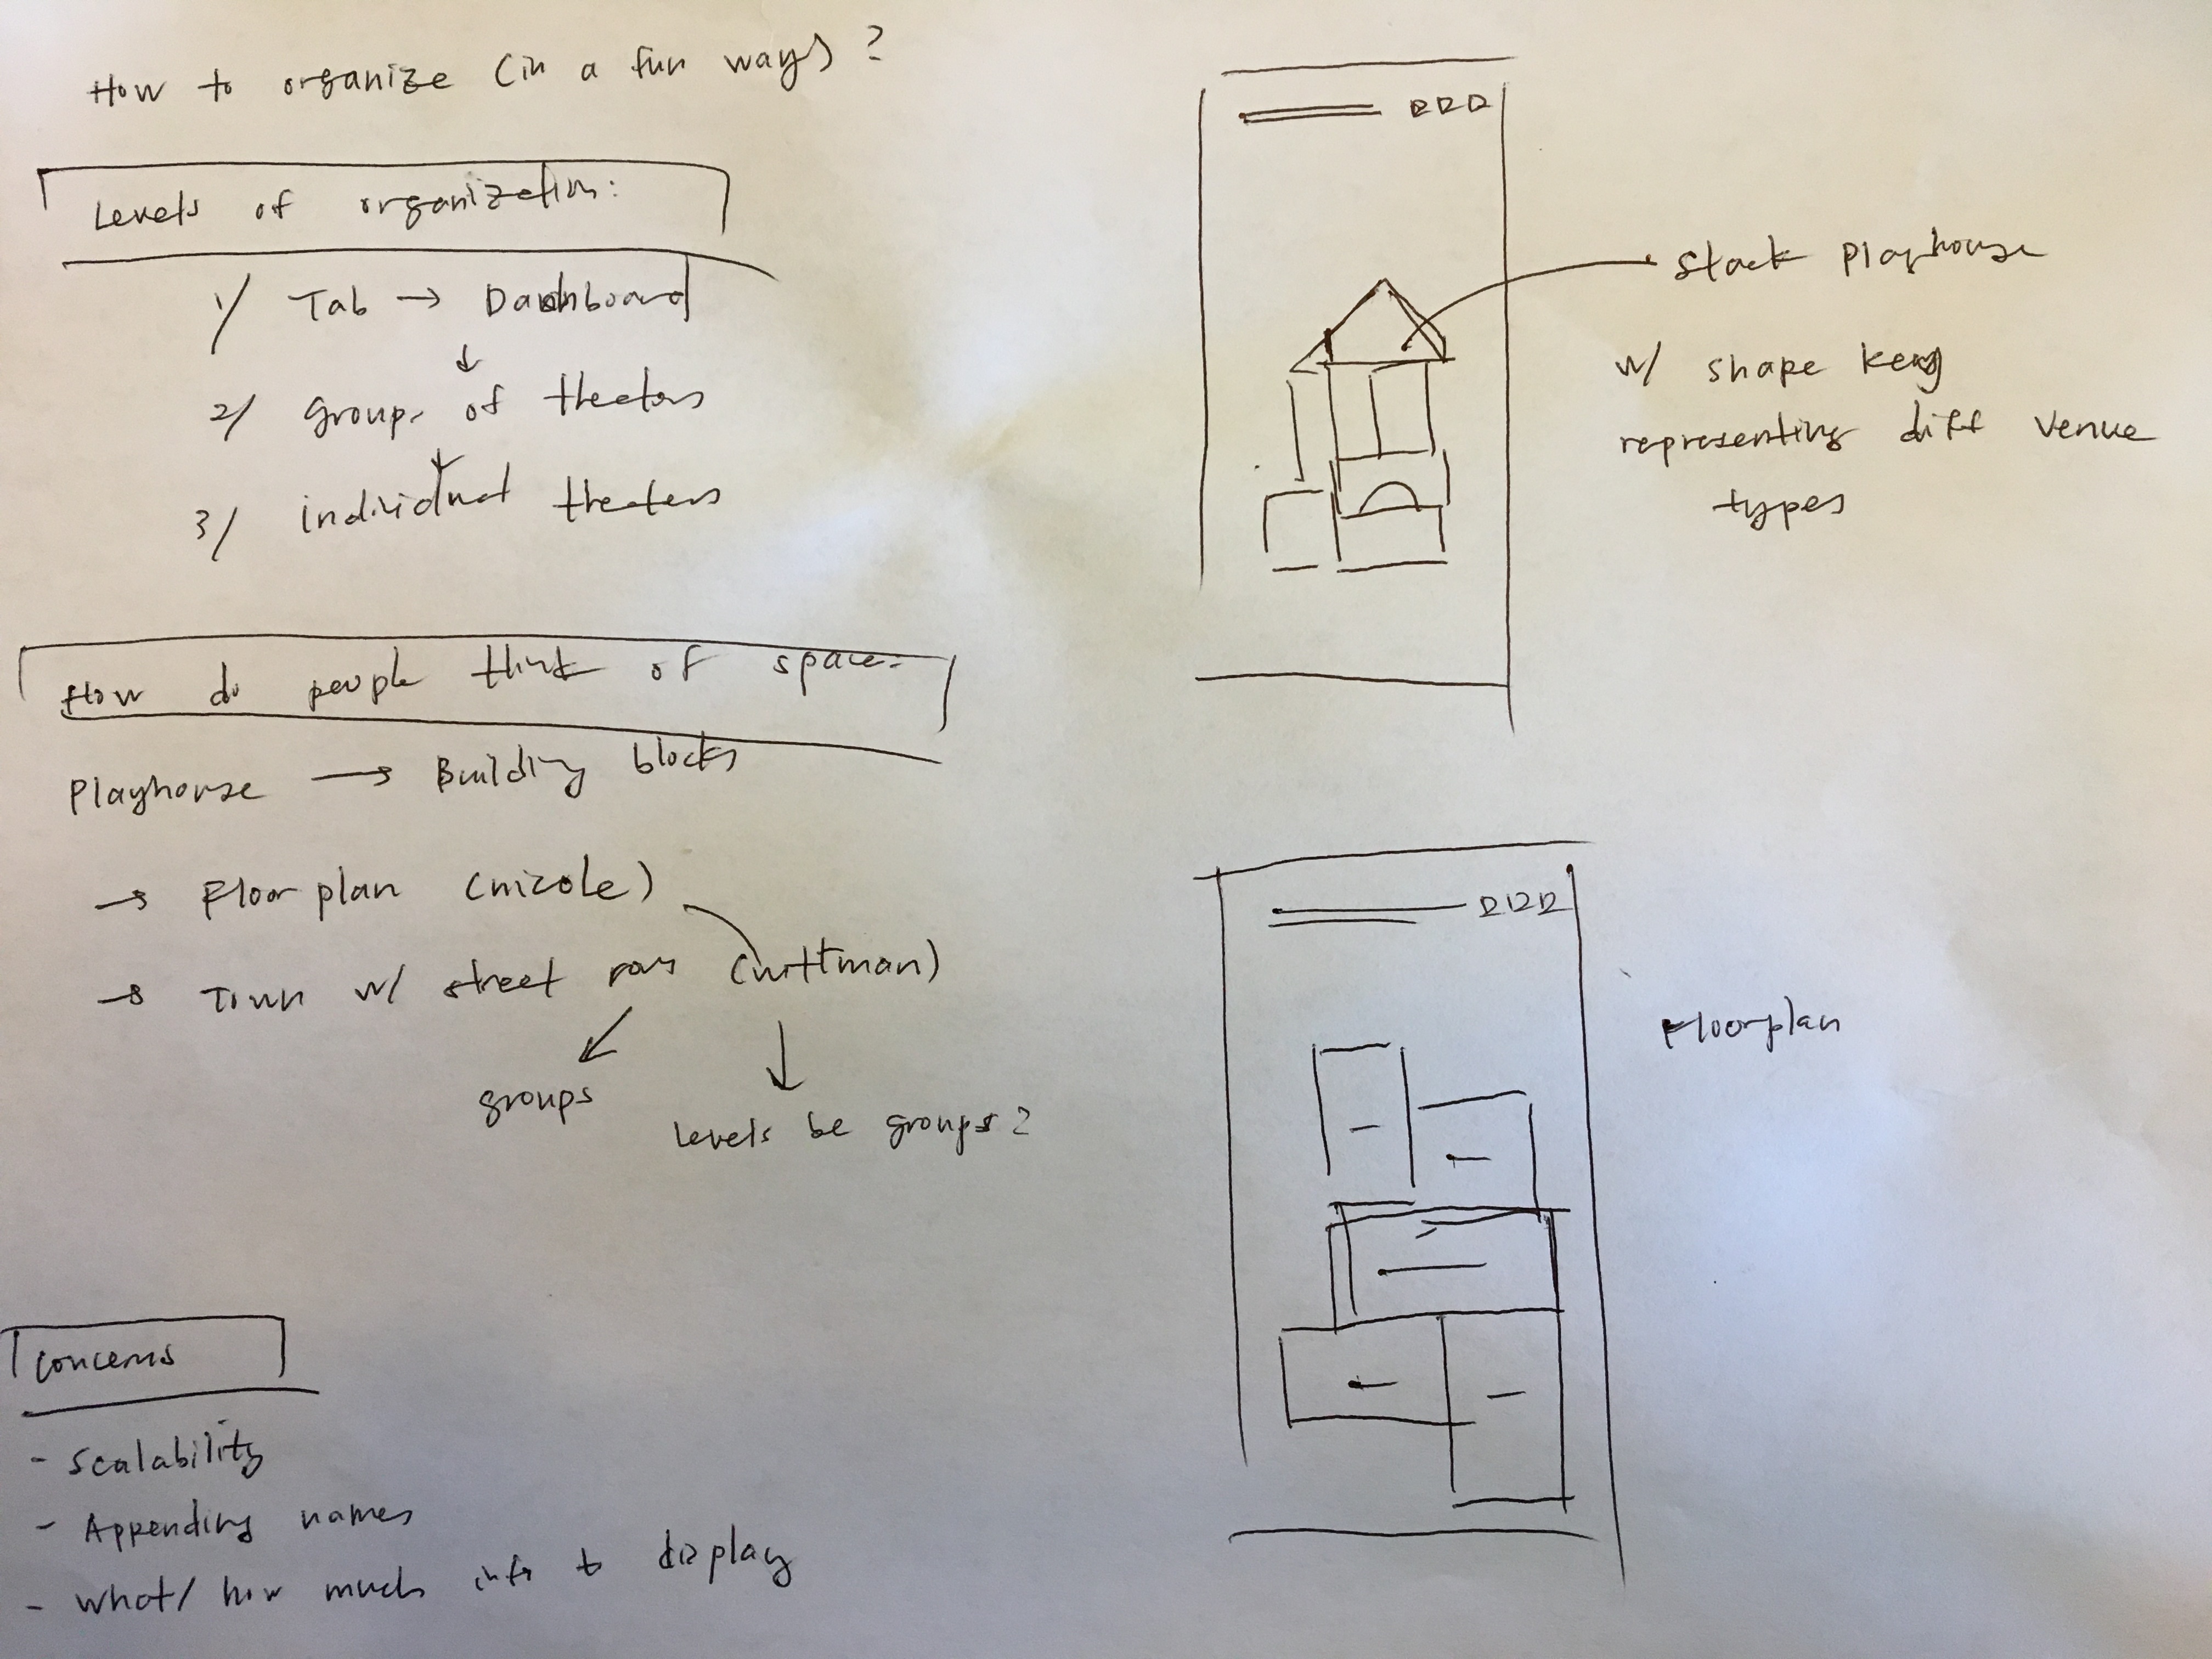 How to organize (in a fun ways)?
Levels of organization:
1/ Tab → Dashboard
↓
2/ groups of theaters
↓
3/ individual theaters
How do people think of space:
Playhouse → Building blocks
→ Floor plan (nicole)
→ Town w/ street rows (wittman)
groups
Levels be groups?
concerns
- Scalability
- Appending names
- What/ how much info to display
Stack playhouse
w/ shape
representing diff venue
types
Floorplan